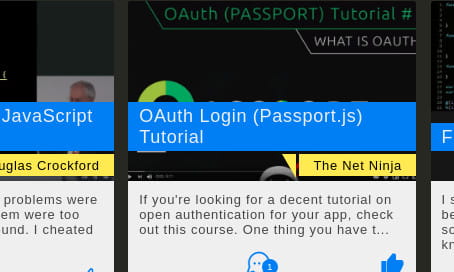 OAuth (PASSPORT) Tutorial #
WHAT IS OAUTH
JavaScript
OAuth Login (Passport.js)
Tutorial
F
uglas Crockford
The Net Ninja
problems were
em were too
und. I cheated
If you're looking for a decent tutorial on
open authentication for your app, check
out this course. One thing you have t...
I s
be
so
kn
1